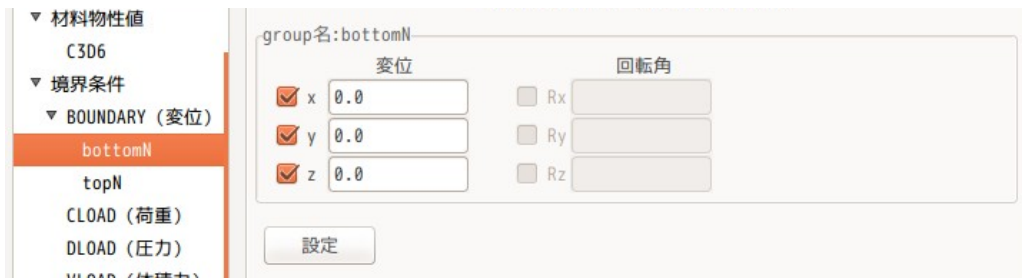 ▼ 材料物性値
C3D6
▼ 境界条件
▼ BOUNDARY (変位)
bottomN
topN
CLOAD (荷重)
DLOAD (圧力)
group名:bottomN
変位 回転角
x 0.0 Rx
y 0.0 Ry
z 0.0 Rz
設定